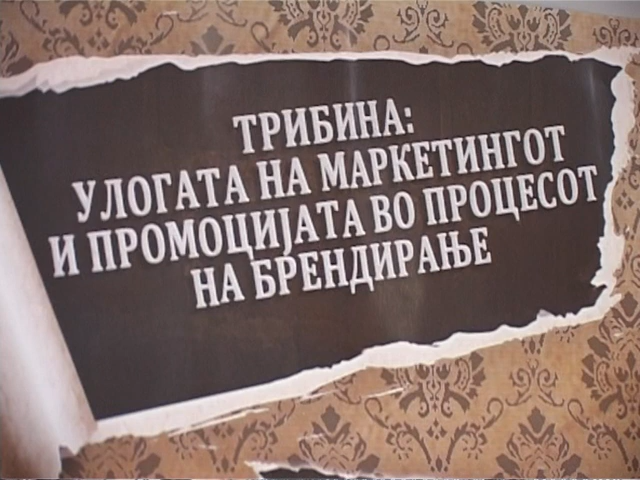 ТРИБИНА:
УЛОГАТА НА МАРКЕТИНГОТ
И ПРОМОЦИЈАТА ВО ПРОЦЕСОТ
НА БРЕНДИРАЊЕ